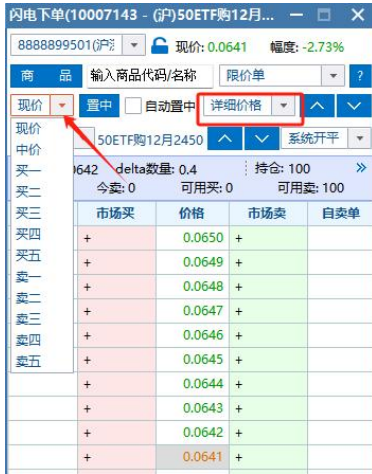 闪电下单(10007143 - (沪)50ETF购12月...
8888899501(沪 现价: 0.0641 幅度: -2.73%
商 品 输入商品代码/名称 限价单 ?
现价 置中 自动置中 详细价格
现价 50ETF购12月2450 系统开平
中价
买一 642 delta数量: 0.4 持仓: 100 »
买二 今卖: 0 可用买: 0 可用卖: 100
买三 市场买 价格 市场卖 自卖单
买四 + 0.0650 +
买五 + 0.0649 +
卖一 + 0.0648 +
卖二 + 0.0647 +
卖三 + 0.0646 +
卖四 + 0.0645 +
卖五 + 0.0644 +
+ 0.0643 +
+ 0.0642 +
+ 0.0641 +